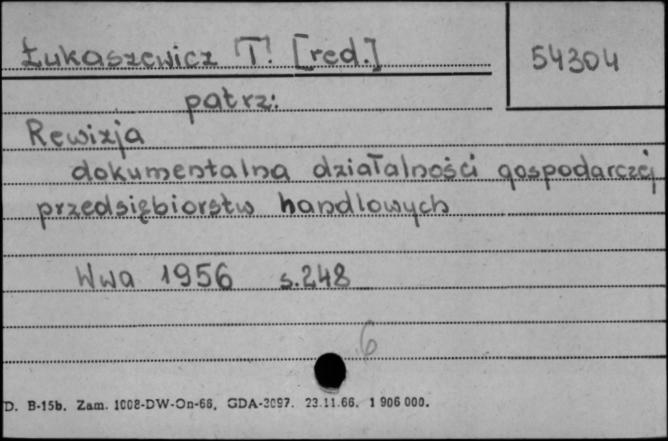 Łukaszewicz T. [red.]
54304
patrz:
Rewizja
dokumentalna działalności gospodarczej
przedsiębiorstw handlowych
Wwa 1956 s.248
6
D. B-15b. Zam. 1008-DW-On-66, GDA-3097. 23.11.66. 1 906 000.